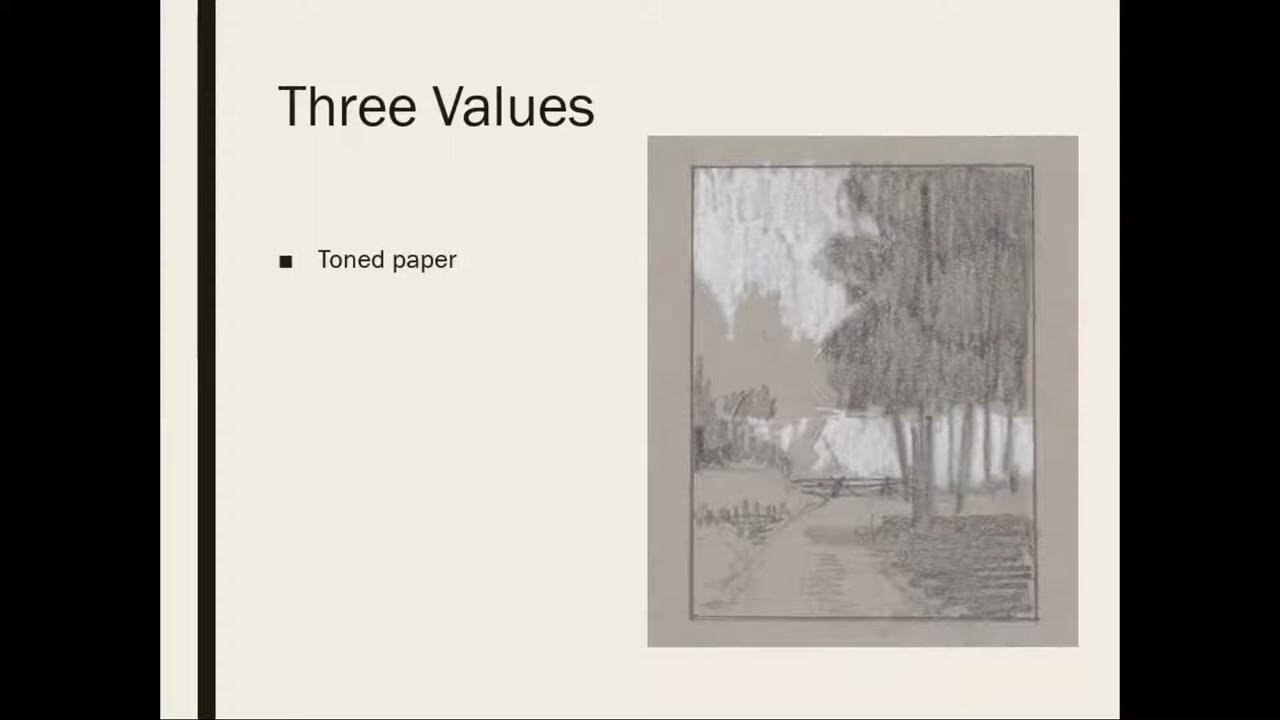 Three Values
■ Toned paper